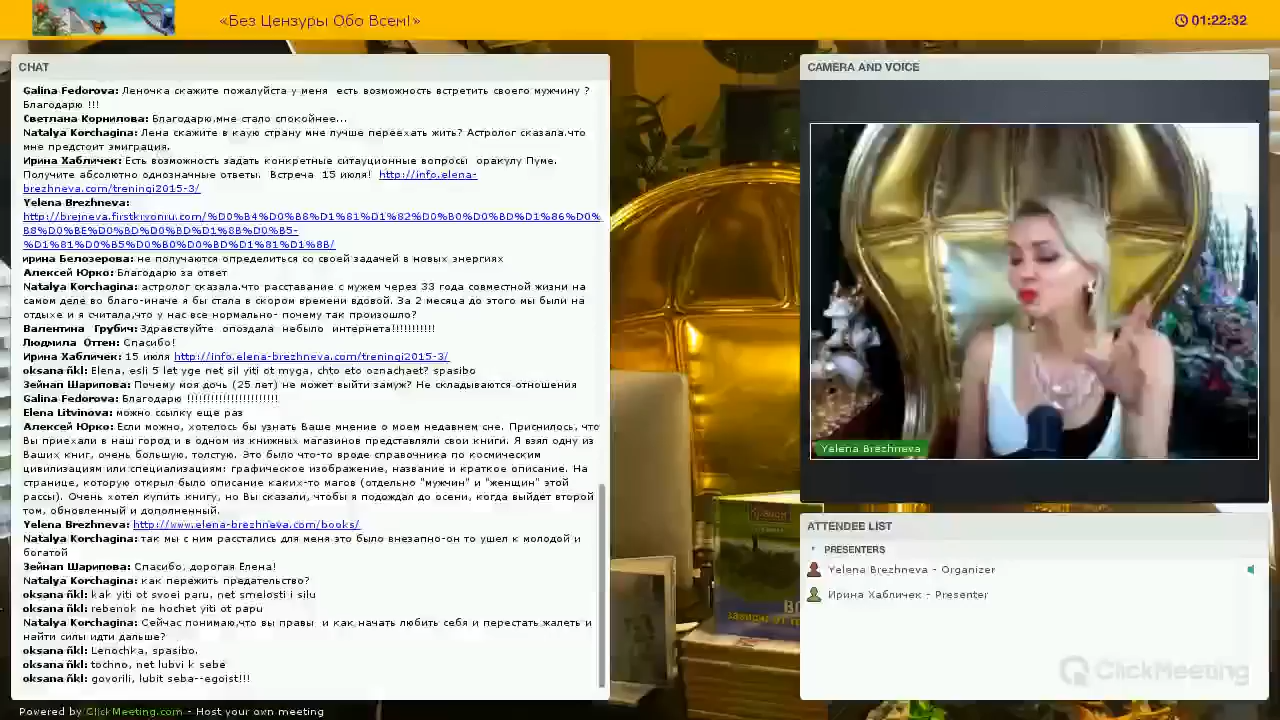 «Без Цензуры Обо Всем!»
01:22:32
CHAT
Galina Fedorova: Леночка скажите пожалуйста у меня есть возможность встретить своего мужчину ?
Благодарю !!!
Светлана Корнилова: Благодарю,мне стало спокойнее...
Natalya Korchagina: Лена скажите в каую страну мне лучше переехать жить? Астролог сказала,что
мне предстоит эмиграция.
Ирина Хабличек: Есть возможность задать конкретные ситауционные вопросы оракулу Пуме.
Получите абсолютно однозначные ответы. Встреча 15 июля! http://info.elena-
brezhneva.com/treningi2015-3/
Yelena Brezhneva:
http://brejneva.firstkrvoniu.com/%D0%B4%D0%B8%D1%81%D1%82%D0%B0%D0%BD%D1%86%D0%
B8%D0%BE%D0%BD%D0%BD%D1%8B%D0%B5-
%D1%81%D0%B5%D0%B0%D0%BD%D1%81%D1%8B/
ирина Белозерова: не получаются определиться со своей задачей в новых энергиях
Алексей Юрко: Благодарю за ответ
Natalya Korchagina: астролог сказала,что расставание с мужем через 33 года совместной жизни на
самом деле во благо-иначе я бы стала в скором времени вдовой. За 2 месяца до этого мы были на
отдыхе и я считала,что у нас все нормально- почему так произошло?
Валентина Грубич: Здравствуйте опоздала небыло интернета!!!!!!!!!!!
Людмила Оттен: Спасибо!
Ирина Хабличек: 15 июля http://info.elena-brezhneva.com/treningi2015-3/
oksana ñkl: Elena, esli 5 let yge net sil yiti ot myga, chto eto oznachaet? spasibo
Зейнап Шарипова: Почему моя дочь (25 лет) не может выйти замуж? Не складываются отношения
Galina Fedorova: Благодарю !!!!!!!!!!!!!!!!!!!!!!!
Elena Litvinova: можно ссылку еще раз
Алексей Юрко: Если можно, хотелось бы узнать Ваше мнение о моем недавнем сне. Приснилось, что
Вы приехали в наш город и в одном из книжных магазинов представляли свои книги. Я взял одну из
Ваших книг, очень большую, толстую. Это было что-то вроде справочника по космическим
цивилизациям или специализациям: графическое изображение, название и краткое описание. На
странице, которую открыл было описание каких-то магов (отдельно "мужчин" и "женщин" этой
рассы). Очень хотел купить книгу, но Вы сказали, чтобы я подождал до осени, когда выйдет второй
том, обновленный и дополненный.
Yelena Brezhneva: http://www.elena-brezhneva.com/books/
Natalya Korchagina: так мы с ним расстались для меня это было внезапно-он то ушел к молодой и
богатой
Зейнап Шарипова: Спасибо, дорогая Елена!
Natalya Korchagina: как пережить предательство?
oksana ñkl: kak yiti ot svoei paru, net smelosti i silu
oksana ñkl: rebenok ne hochet yiti ot papu
Natalya Korchagina: Сейчас понимаю,что вы правы и как начать любить себя и перестать жалеть и
найти силы идти дальше?
oksana ñkl: Lenochka, spasibo.
oksana ñkl: tochno, net lubvi k sebe
oksana ñkl: govorili, lubit seba--egoist!!!
CAMERA AND VOICE
Yelena Brezhneva
ATTENDEE LIST
PRESENTERS
Yelena Brezhneva - Organizer
Ирина Хабличек - Presenter
ClickMeeting
Powered by ClickMeeting.com - Host your own meeting